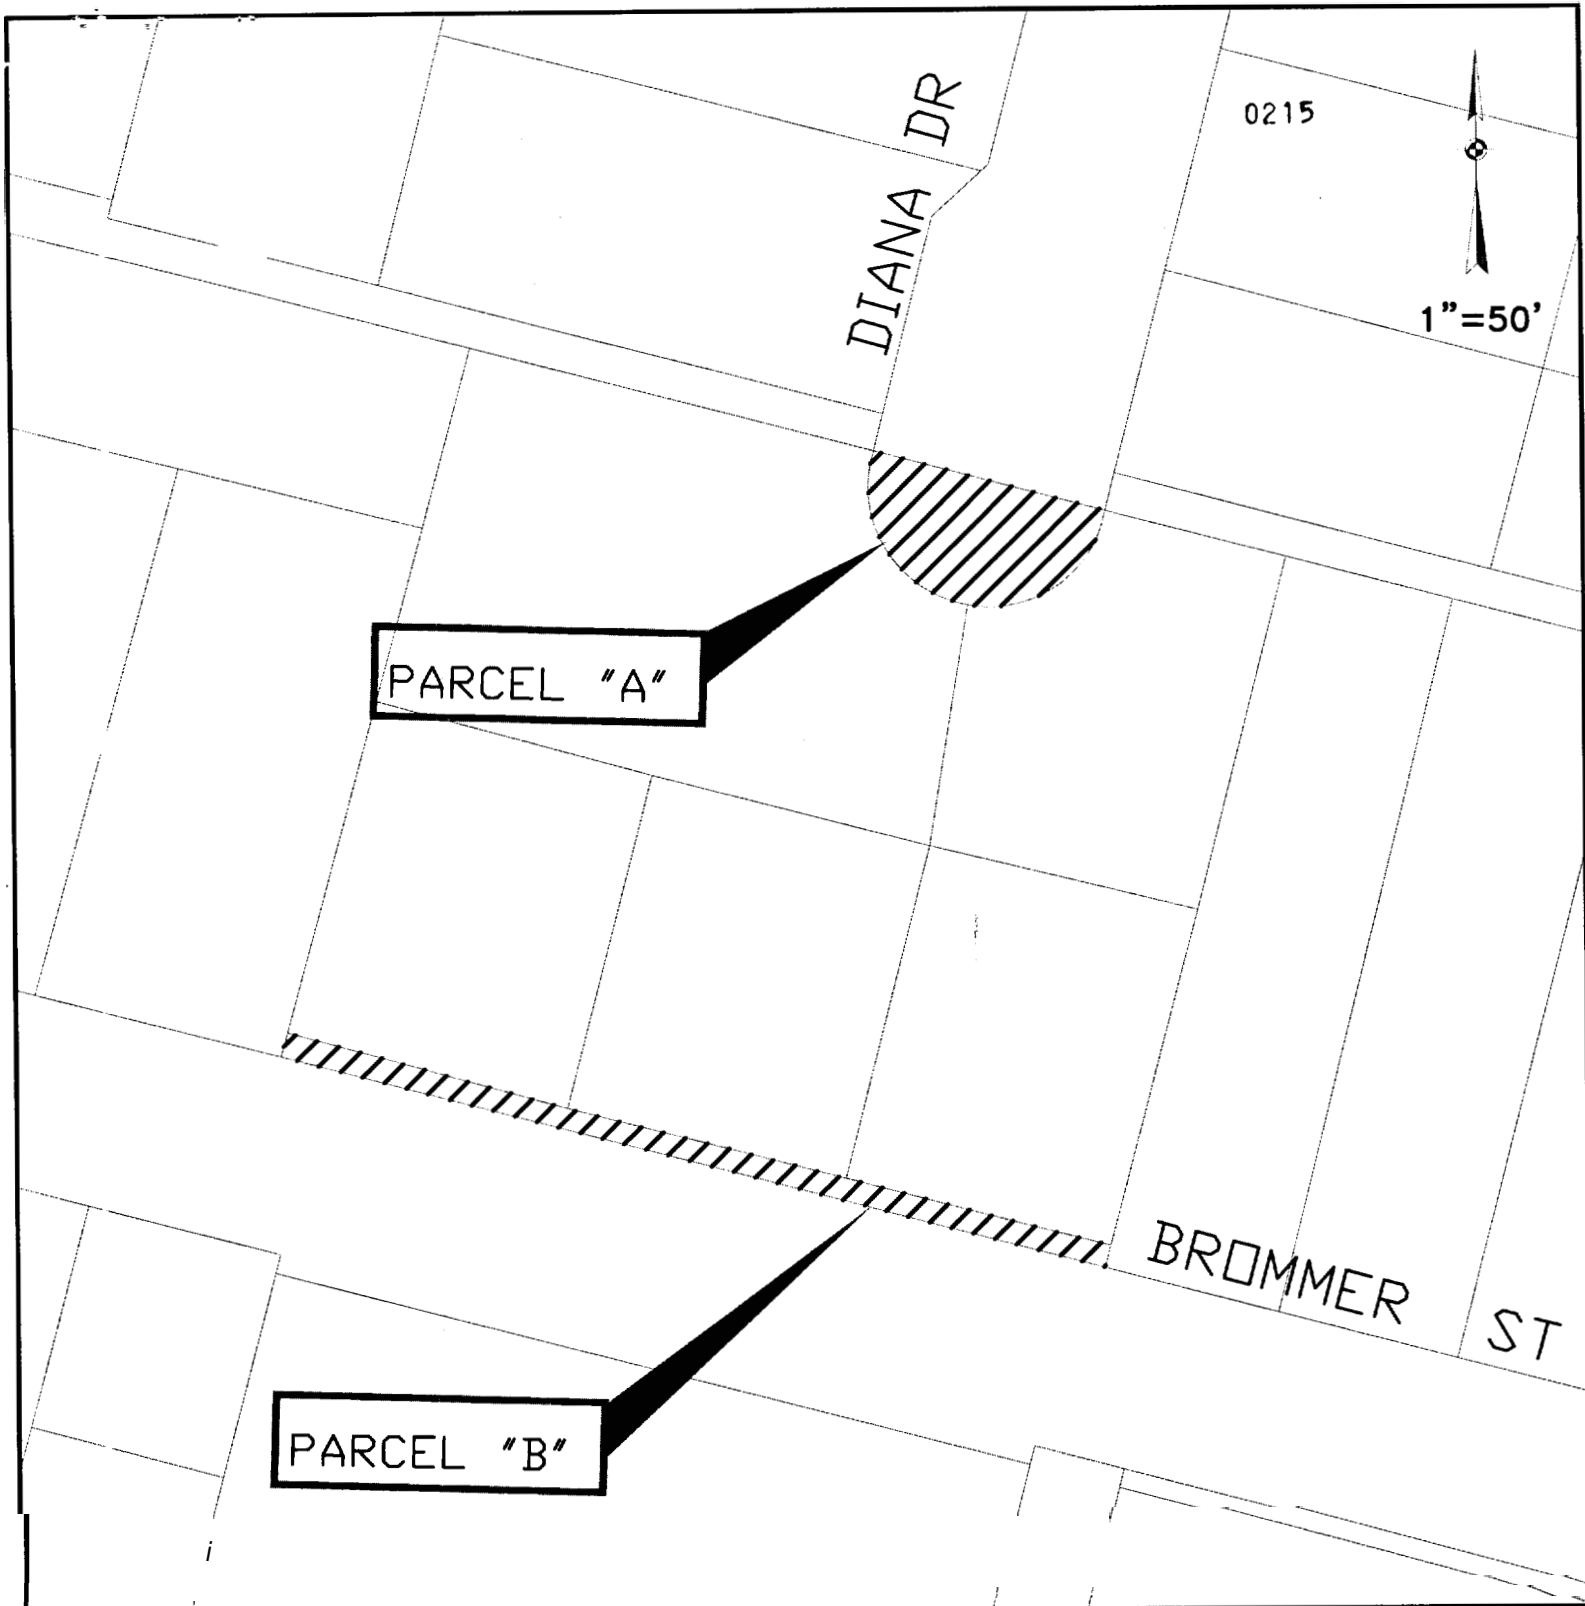 DIANA DR
0215
1”=50’
PARCEL "A"
BROMMER ST
PARCEL "B"
i